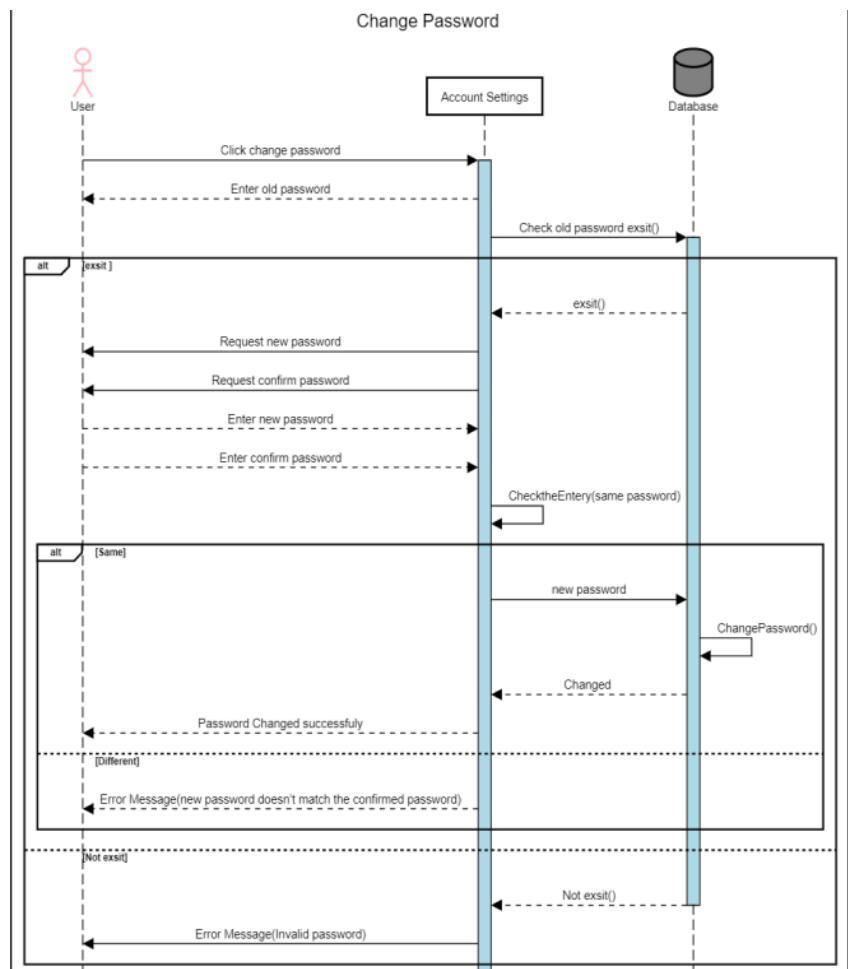 Change Password
User
Account Settings
Database
Click change password
Enter old password
Check old password exsit()
alt
[exsit ]
exsit()
Request new password
Request confirm password
Enter new password
Enter confirm password
ChecktheEntery(same password)
alt
[Same]
new password
ChangePassword()
Changed
Password Changed successfuly
[Different]
Error Message(new password doesn't match the confirmed password)
[Not exsit]
Not exsit()
Error Message(Invalid password)